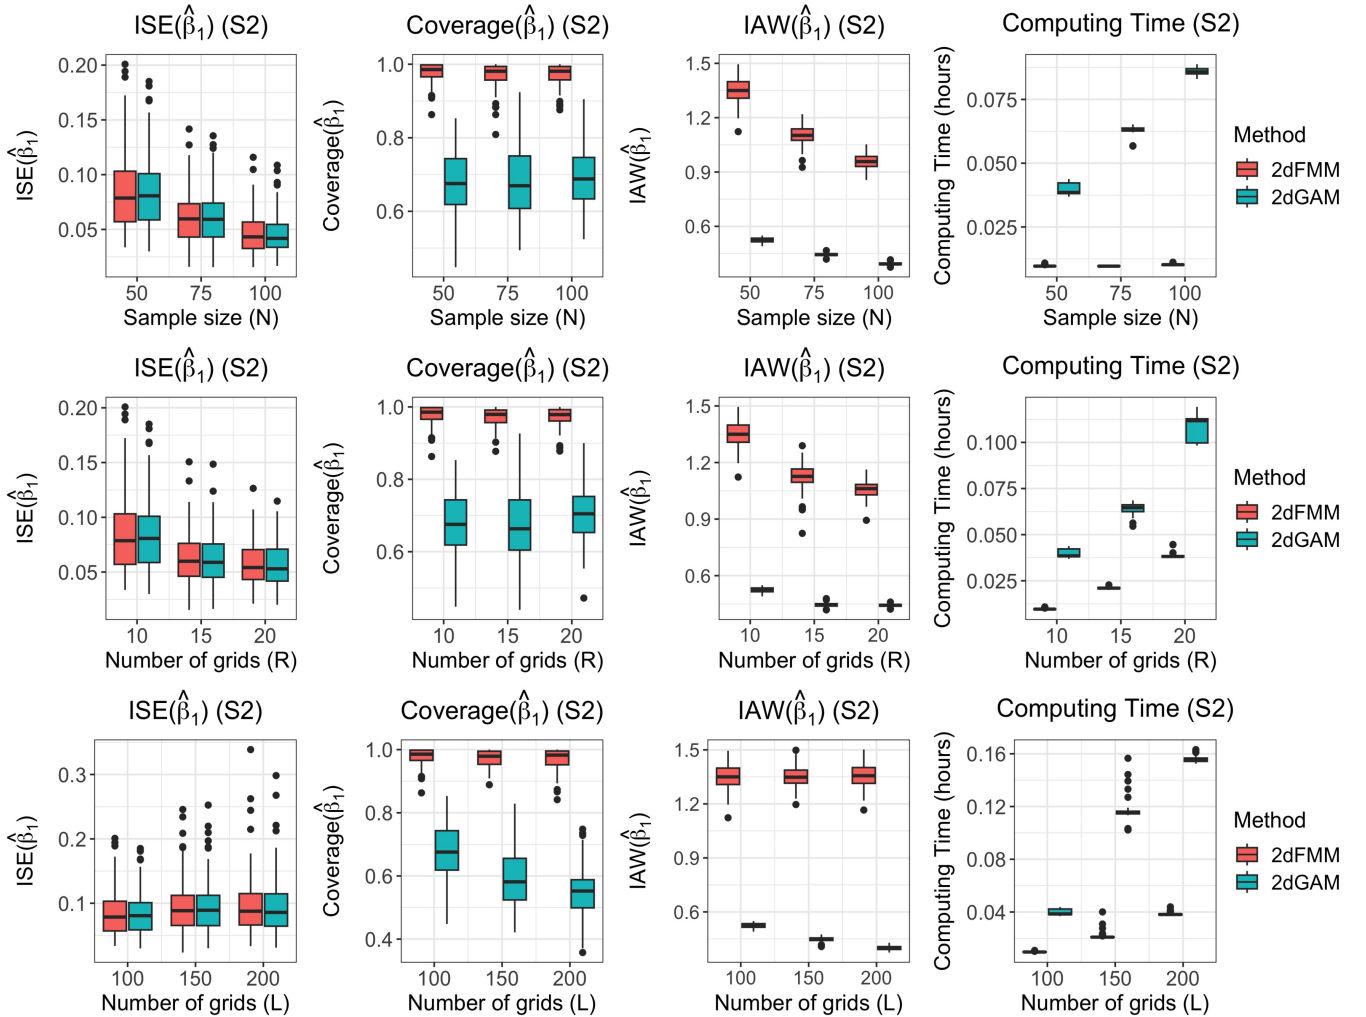 ISE(β̂₁) (S2)
Coverage(β̂₁) (S2)
IAW(β̂₁) (S2)
Computing Time (S2)
ISE(β̂₁)
0.20
0.15
0.10
0.05
50 75 100
Sample size (N)
Coverage(β̂₁)
1.0
0.8
0.6
50 75 100
Sample size (N)
IAW(β̂₁)
1.5
1.2
0.9
0.6
50 75 100
Sample size (N)
Computing Time (hours)
0.075
0.050
0.025
50 75 100
Sample size (N)
Method
2dFMM
2dGAM
ISE(β̂₁) (S2)
Coverage(β̂₁) (S2)
IAW(β̂₁) (S2)
Computing Time (S2)
ISE(β̂₁)
0.20
0.15
0.10
0.05
10 15 20
Number of grids (R)
Coverage(β̂₁)
1.0
0.8
0.6
10 15 20
Number of grids (R)
IAW(β̂₁)
1.5
1.2
0.9
0.6
10 15 20
Number of grids (R)
Computing Time (hours)
0.100
0.075
0.050
0.025
10 15 20
Number of grids (R)
Method
2dFMM
2dGAM
ISE(β̂₁) (S2)
Coverage(β̂₁) (S2)
IAW(β̂₁) (S2)
Computing Time (S2)
ISE(β̂₁)
0.3
0.2
0.1
100 150 200
Number of grids (L)
Coverage(β̂₁)
1.0
0.8
0.6
0.4
100 150 200
Number of grids (L)
IAW(β̂₁)
1.5
1.2
0.9
0.6
100 150 200
Number of grids (L)
Computing Time (hours)
0.16
0.12
0.08
0.04
100 150 200
Number of grids (L)
Method
2dFMM
2dGAM